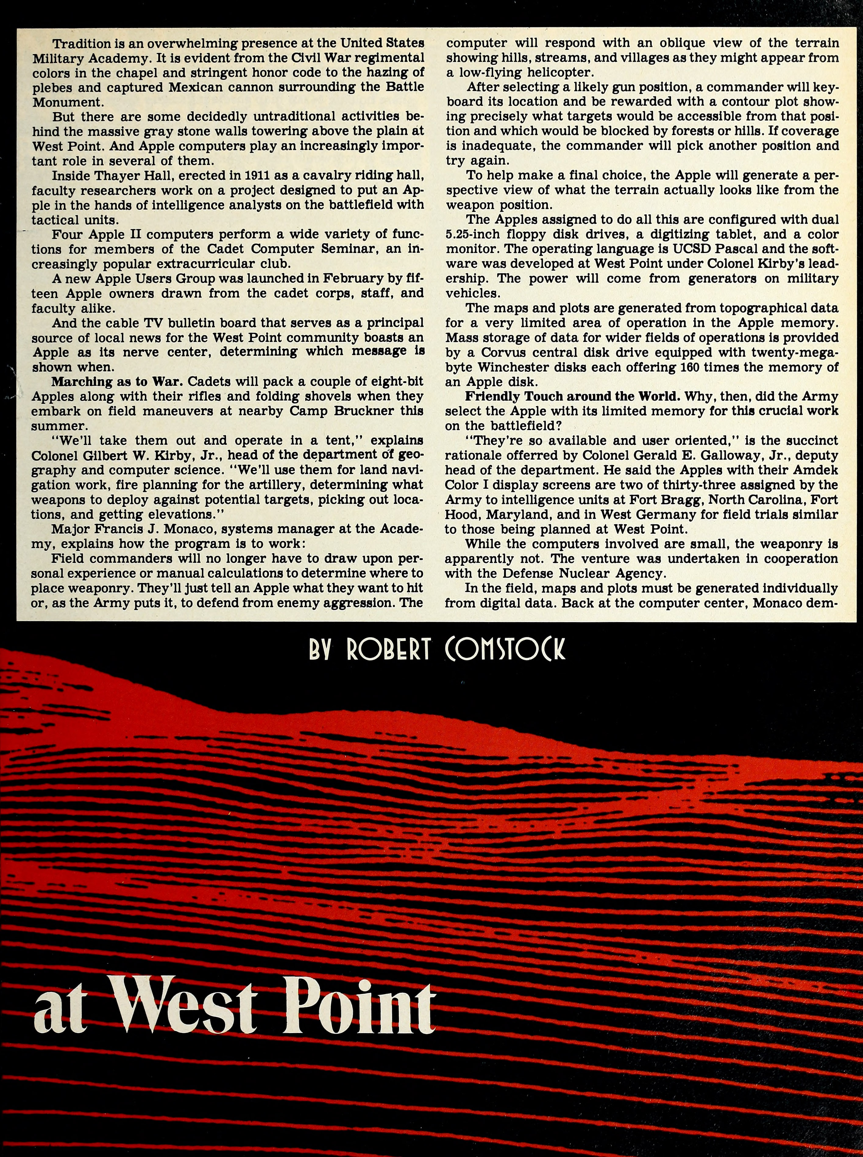 Tradition is an overwhelming presence at the United States
Military Academy. It is evident from the Civil War regimental
colors in the chapel and stringent honor code to the hazing of
plebes and captured Mexican cannon surrounding the Battle
Monument.
But there are some decidedly untraditional activities be-
hind the massive gray stone walls towering above the plain at
West Point. And Apple computers play an increasingly impor-
tant role in several of them.
Inside Thayer Hall, erected in 1911 as a cavalry riding hall,
faculty researchers work on a project designed to put an Ap-
ple in the hands of intelligence analysts on the battlefield with
tactical units.
Four Apple II computers perform a wide variety of func-
tions for members of the Cadet Computer Seminar, an in-
creasingly popular extracurricular club.
A new Apple Users Group was launched in February by fif-
teen Apple owners drawn from the cadet corps, staff, and
faculty alike.
And the cable TV bulletin board that serves as a principal
source of local news for the West Point community boasts an
Apple as its nerve center, determining which message is
shown when.
Marching as to War. Cadets will pack a couple of eight-bit
Apples along with their rifles and folding shovels when they
embark on field maneuvers at nearby Camp Bruckner this
summer.
"We'll take them out and operate in a tent," explains
Colonel Gilbert W. Kirby, Jr., head of the department of geo-
graphy and computer science. "We'll use them for land navi-
gation work, fire planning for the artillery, determining what
weapons to deploy against potential targets, picking out loca-
tions, and getting elevations."
Major Francis J. Monaco, systems manager at the Acade-
my, explains how the program is to work:
Field commanders will no longer have to draw upon per-
sonal experience or manual calculations to determine where to
place weaponry. They'll just tell an Apple what they want to hit
or, as the Army puts it, to defend from enemy aggression. The
computer will respond with an oblique view of the terrain
showing hills, streams, and villages as they might appear from
a low-flying helicopter.
After selecting a likely gun position, a commander will key-
board its location and be rewarded with a contour plot show-
ing precisely what targets would be accessible from that posi-
tion and which would be blocked by forests or hills. If coverage
is inadequate, the commander will pick another position and
try again.
To help make a final choice, the Apple will generate a per-
spective view of what the terrain actually looks like from the
weapon position.
The Apples assigned to do all this are configured with dual
5.25-inch floppy disk drives, a digitizing tablet, and a color
monitor. The operating language is UCSD Pascal and the soft-
ware was developed at West Point under Colonel Kirby's lead-
ership. The power will come from generators on military
vehicles.
The maps and plots are generated from topographical data
for a very limited area of operation in the Apple memory.
Mass storage of data for wider fields of operations is provided
by a Corvus central disk drive equipped with twenty-mega-
byte Winchester disks each offering 160 times the memory of
an Apple disk.
Friendly Touch around the World. Why, then, did the Army
select the Apple with its limited memory for this crucial work
on the battlefield?
"They're so available and user oriented," is the succinct
rationale offerred by Colonel Gerald E. Galloway, Jr., deputy
head of the department. He said the Apples with their Amdek
Color I display screens are two of thirty-three assigned by the
Army to intelligence units at Fort Bragg, North Carolina, Fort
Hood, Maryland, and in West Germany for field trials similar
to those being planned at West Point.
While the computers involved are small, the weaponry is
apparently not. The venture was undertaken in cooperation
with the Defense Nuclear Agency.
In the field, maps and plots must be generated individually
from digital data. Back at the computer center, Monaco dem-
BY ROBERT COMSTOCK
at West Point